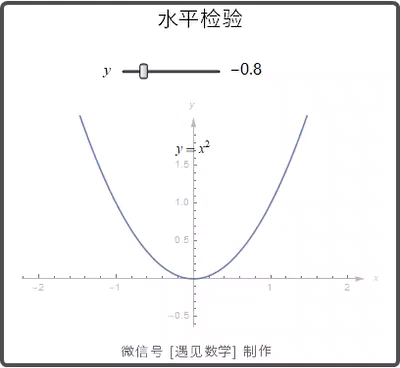 水平检验
y −0.8
y
y = x²
1.5
1.0
0.5
−2 −1 1 2 x
−0.5
微信号 [遇见数学] 制作